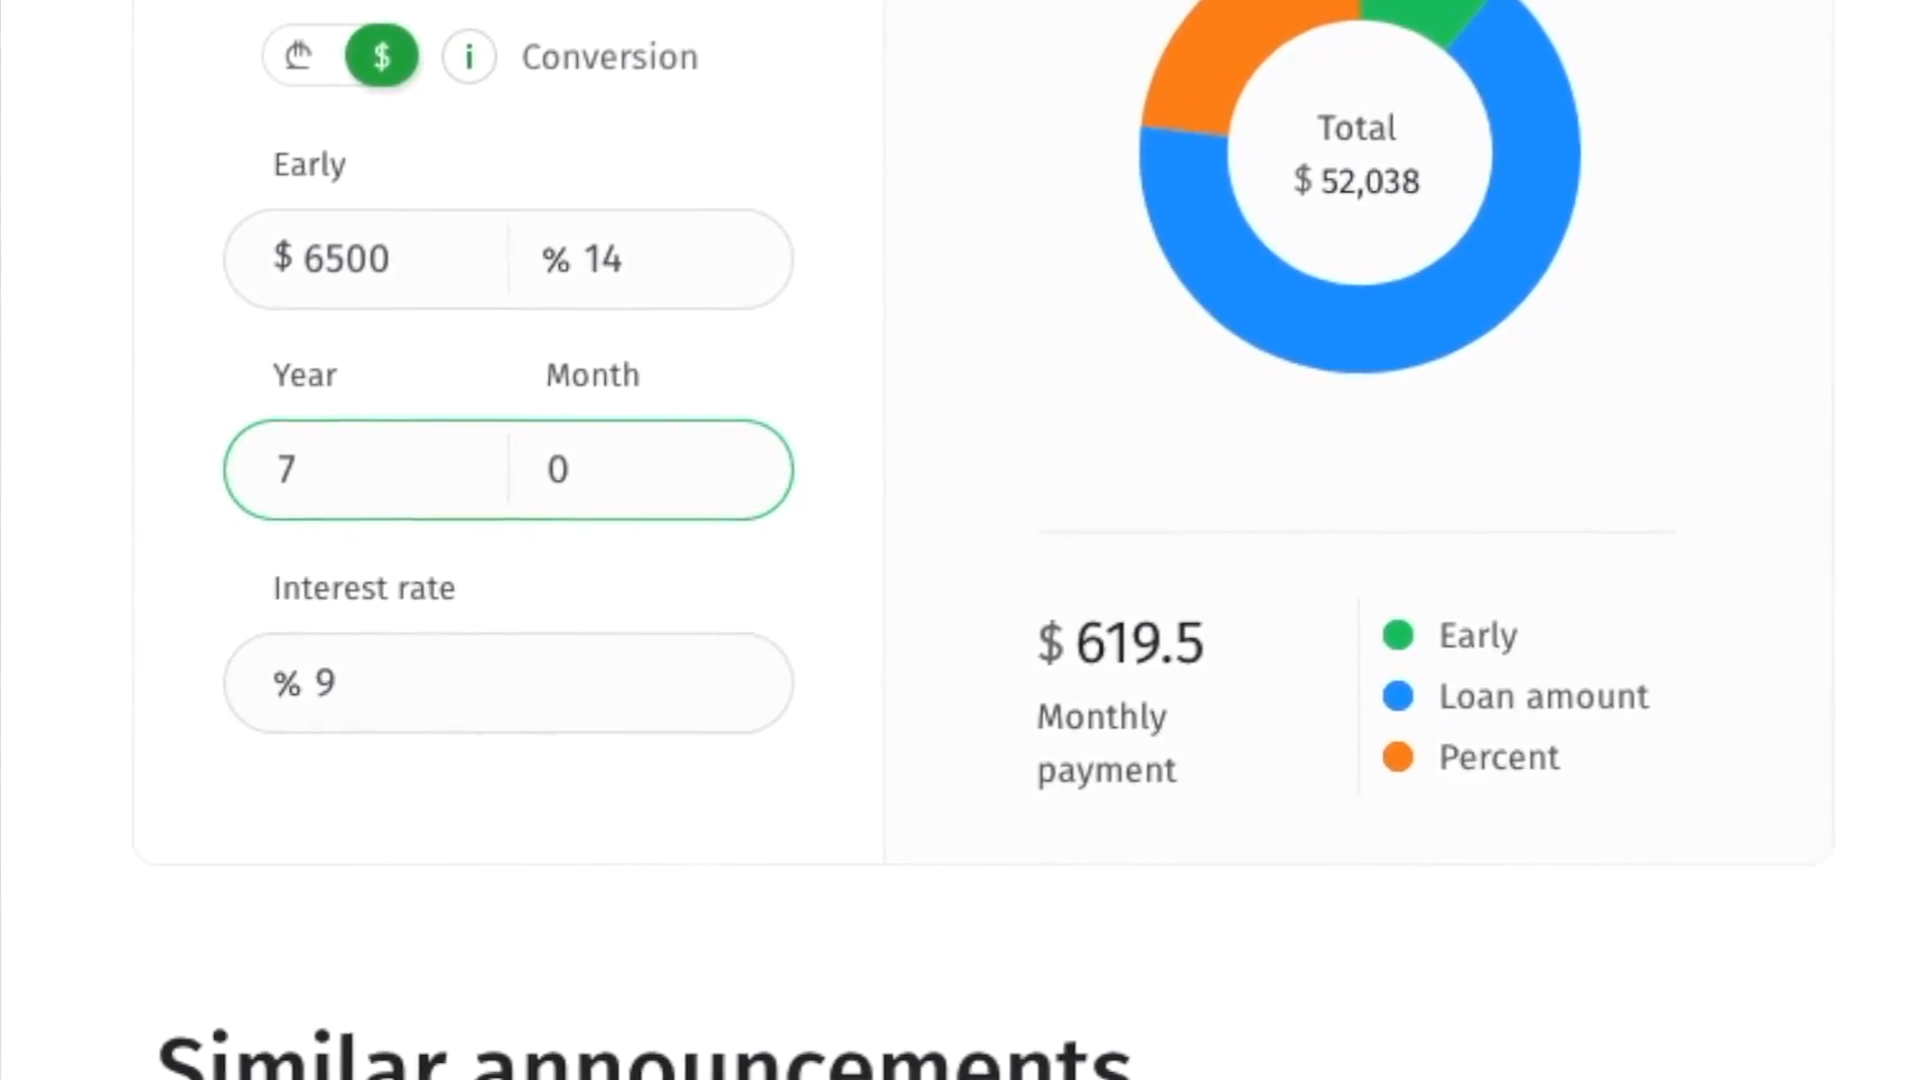 ₾ $ i Conversion
Early
$ 6500 % 14
Year Month
7 0
Interest rate
% 9
Total
$ 52,038
$ 619.5
Monthly
payment
Early
Loan amount
Percent
Similar announcements